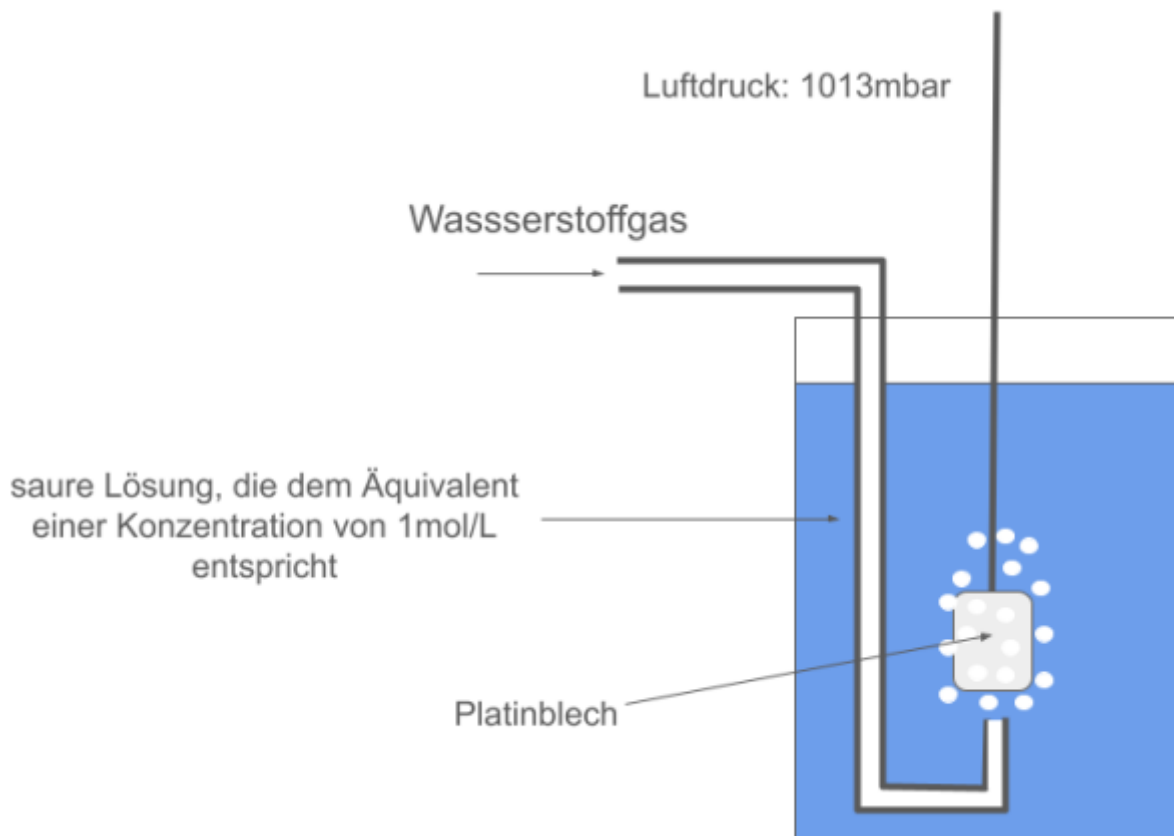 Luftdruck: 1013mbar
Wassserstoffgas
saure Lösung, die dem Äquivalent
einer Konzentration von 1mol/L
entspricht
Platinblech